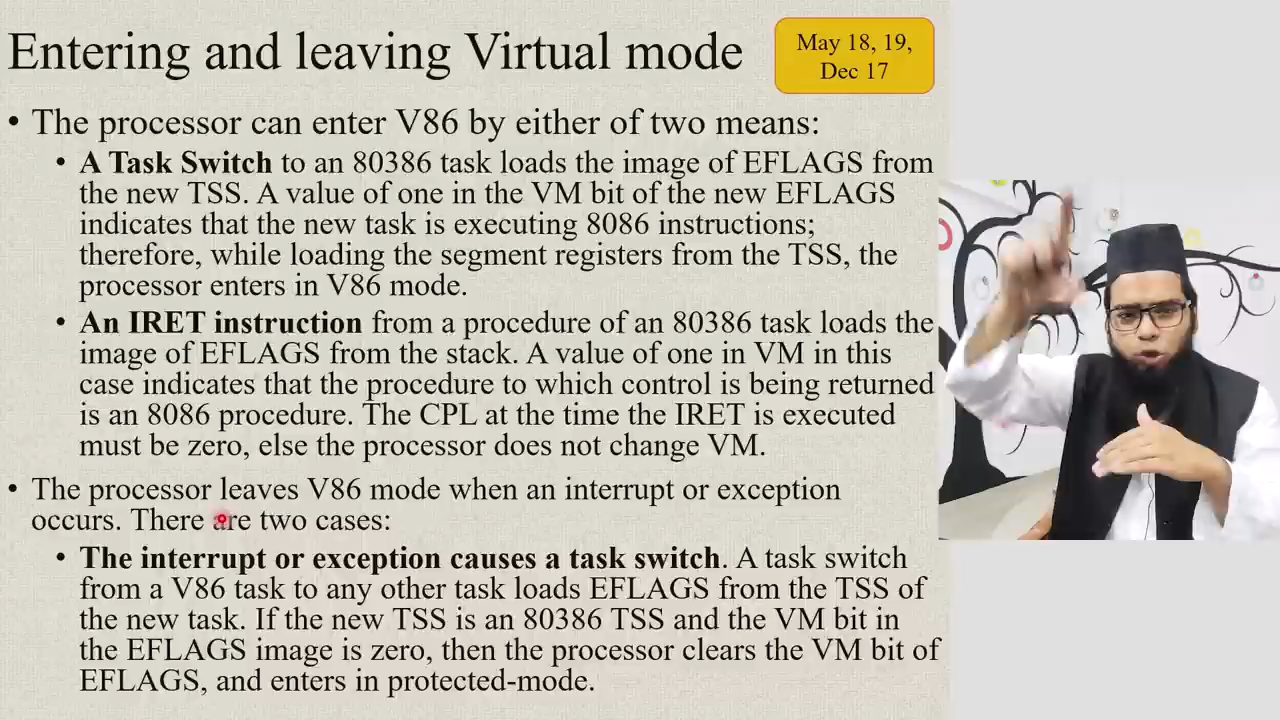 Entering and leaving Virtual mode
May 18, 19,
Dec 17
• The processor can enter V86 by either of two means:
• A Task Switch to an 80386 task loads the image of EFLAGS from
the new TSS. A value of one in the VM bit of the new EFLAGS
indicates that the new task is executing 8086 instructions;
therefore, while loading the segment registers from the TSS, the
processor enters in V86 mode.
• An IRET instruction from a procedure of an 80386 task loads the
image of EFLAGS from the stack. A value of one in VM in this
case indicates that the procedure to which control is being returned
is an 8086 procedure. The CPL at the time the IRET is executed
must be zero, else the processor does not change VM.
• The processor leaves V86 mode when an interrupt or exception
occurs. There are two cases:
• The interrupt or exception causes a task switch. A task switch
from a V86 task to any other task loads EFLAGS from the TSS of
the new task. If the new TSS is an 80386 TSS and the VM bit in
the EFLAGS image is zero, then the processor clears the VM bit of
EFLAGS, and enters in protected-mode.